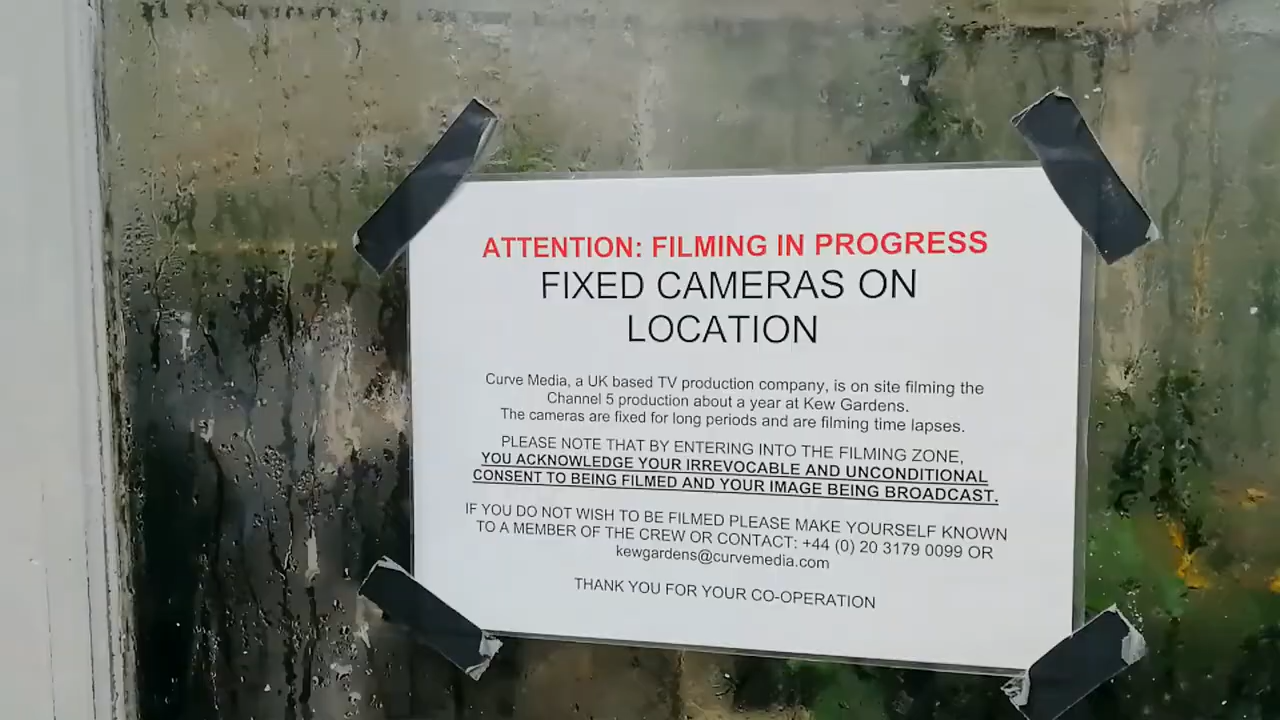 ATTENTION: FILMING IN PROGRESS
FIXED CAMERAS ON
LOCATION
Curve Media, a UK based TV production company, is on site filming the
Channel 5 production about a year at Kew Gardens.
The cameras are fixed for long periods and are filming time lapses.
PLEASE NOTE THAT BY ENTERING INTO THE FILMING ZONE,
YOU ACKNOWLEDGE YOUR IRREVOCABLE AND UNCONDITIONAL
CONSENT TO BEING FILMED AND YOUR IMAGE BEING BROADCAST.
IF YOU DO NOT WISH TO BE FILMED PLEASE MAKE YOURSELF KNOWN
TO A MEMBER OF THE CREW OR CONTACT: +44 (0) 20 3179 0099 OR
kewgardens@curvemedia.com
THANK YOU FOR YOUR CO-OPERATION